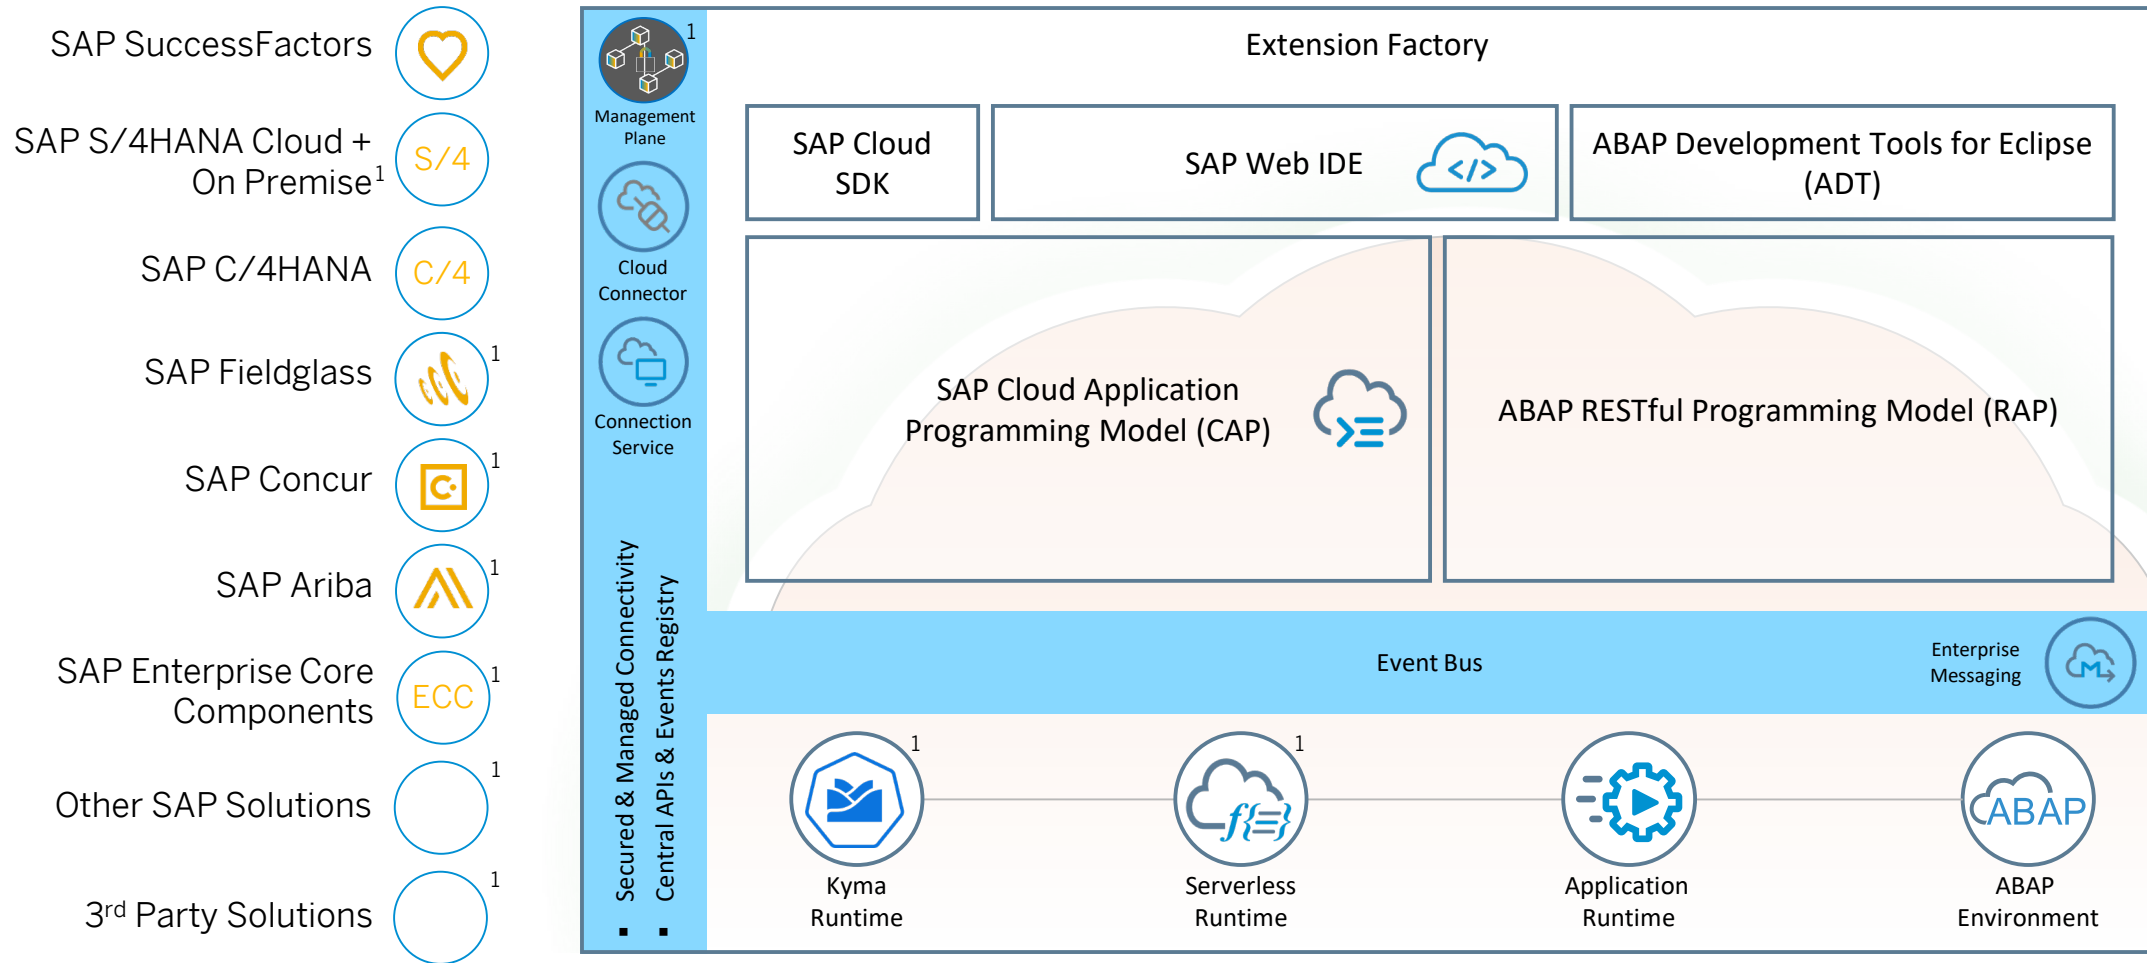 SAP SuccessFactors
SAP S/4HANA Cloud +
On Premise1
S/4
SAP C/4HANA
C/4
SAP Fieldglass
1
SAP Concur
C
1
SAP Ariba
1
SAP Enterprise Core
Components
ECC
1
Other SAP Solutions
1
3rd Party Solutions
1
1
Management
Plane
Cloud
Connector
Connection
Service
▪ Secured & Managed Connectivity
▪ Central APIs & Events Registry
Extension Factory
SAP Cloud
SDK
SAP Web IDE
</>
ABAP Development Tools for Eclipse
(ADT)
SAP Cloud Application
Programming Model (CAP)
ABAP RESTful Programming Model (RAP)
Event Bus
Enterprise
Messaging
M
1
Kyma
Runtime
f{=}
1
Serverless
Runtime
Application
Runtime
ABAP
ABAP
Environment